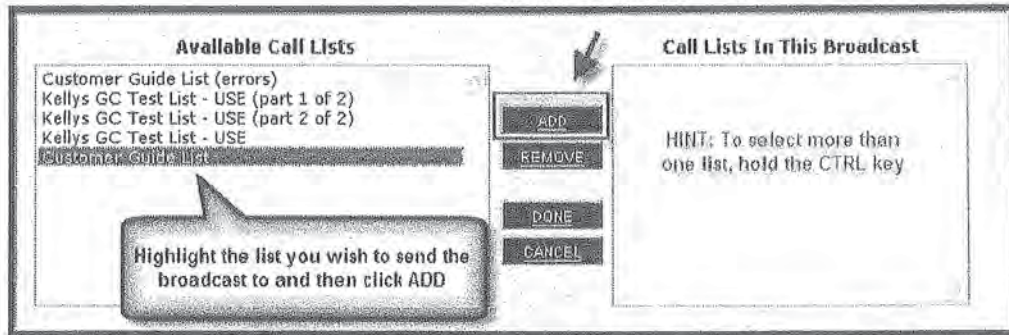 Available Call Lists
Customer Guide List (errors)
Kellys GC Test List - USE (part 1 of 2)
Kellys GC Test List - USE (part 2 of 2)
Kellys GC Test List - USE
Customer Guide List
Highlight the list you wish to send the
broadcast to and then click ADD
ADD
REMOVE
DONE
CANCEL
Call Lists In This Broadcast
HINT: To select more than
one list, hold the CTRL key